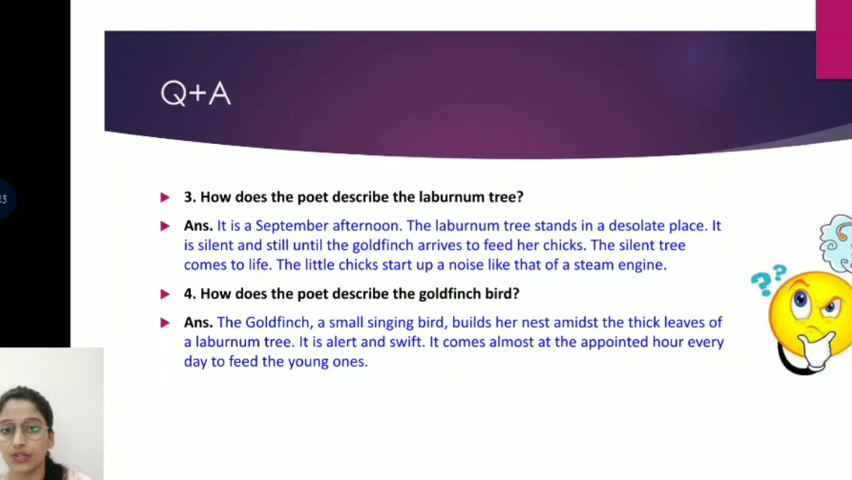 Q+A
3. How does the poet describe the laburnum tree?
Ans. It is a September afternoon. The laburnum tree stands in a desolate place. It
is silent and still until the goldfinch arrives to feed her chicks. The silent tree
comes to life. The little chicks start up a noise like that of a steam engine.
4. How does the poet describe the goldfinch bird?
Ans. The Goldfinch, a small singing bird, builds her nest amidst the thick leaves of
a laburnum tree. It is alert and swift. It comes almost at the appointed hour every
day to feed the young ones.
??